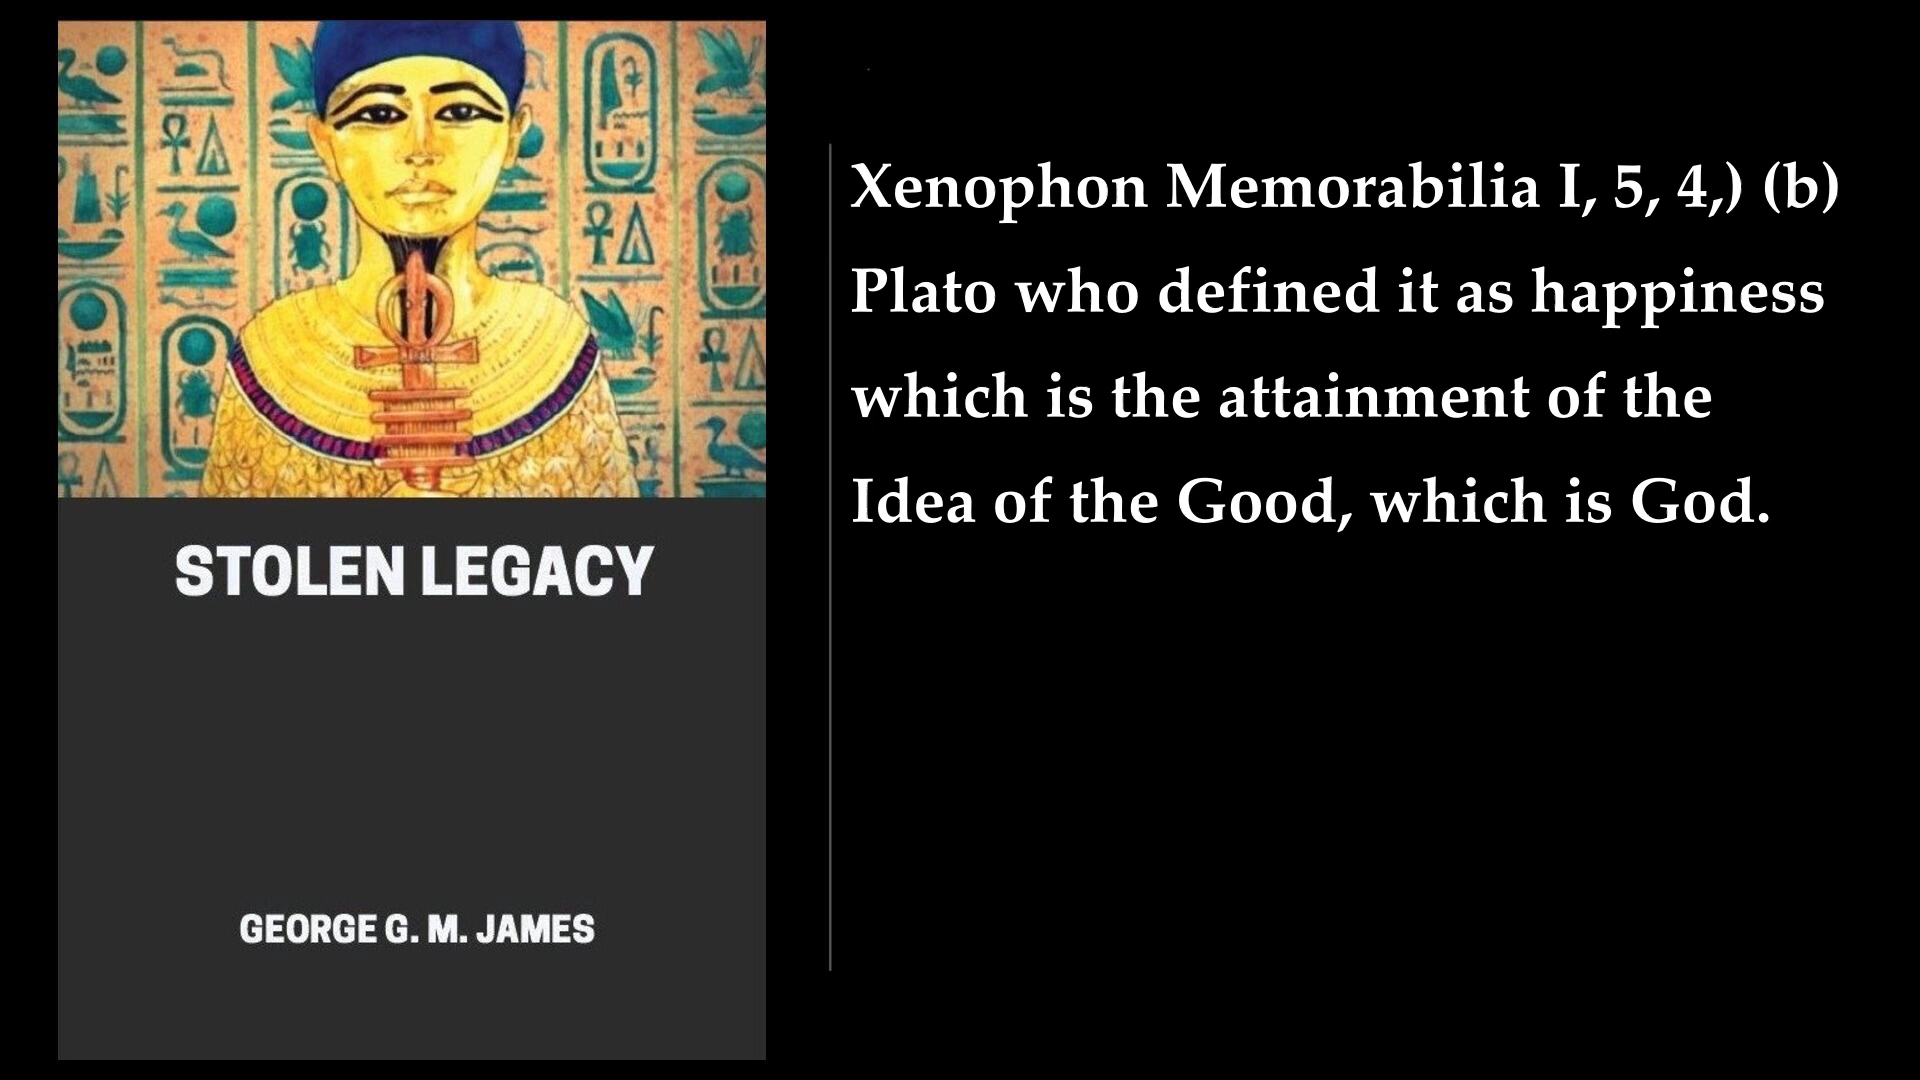 STOLEN LEGACY
GEORGE G. M. JAMES
Xenophon Memorabilia I, 5, 4,) (b)
Plato who defined it as happiness
which is the attainment of the
Idea of the Good, which is God.